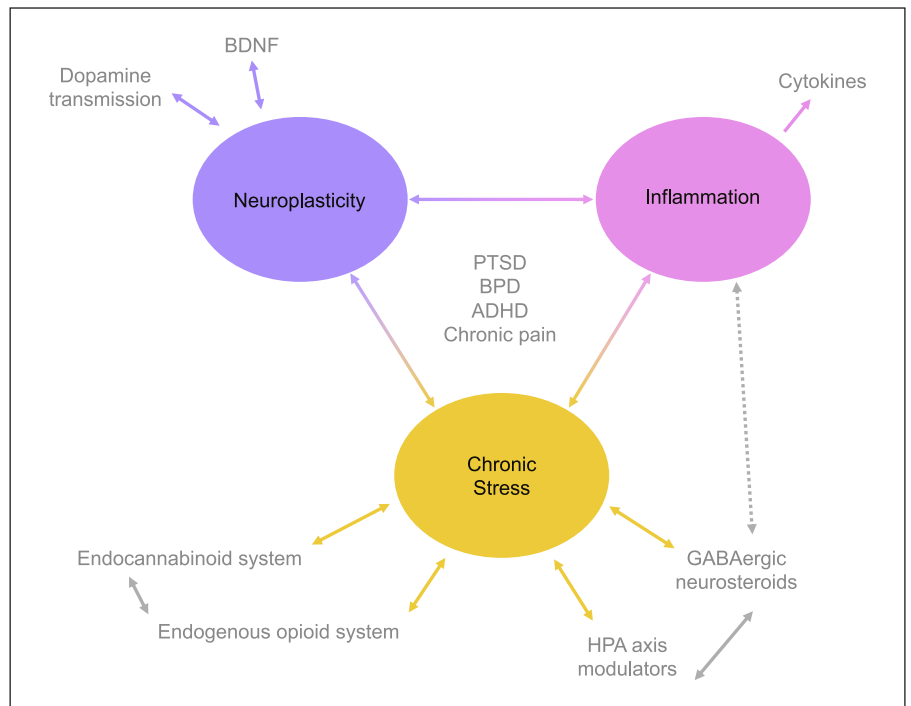 BDNF
Dopamine
transmission
Cytokines
Neuroplasticity
Inflammation
PTSD
BPD
ADHD
Chronic pain
Chronic
Stress
Endocannabinoid system
GABAergic
neurosteroids
Endogenous opioid system
HPA axis
modulators